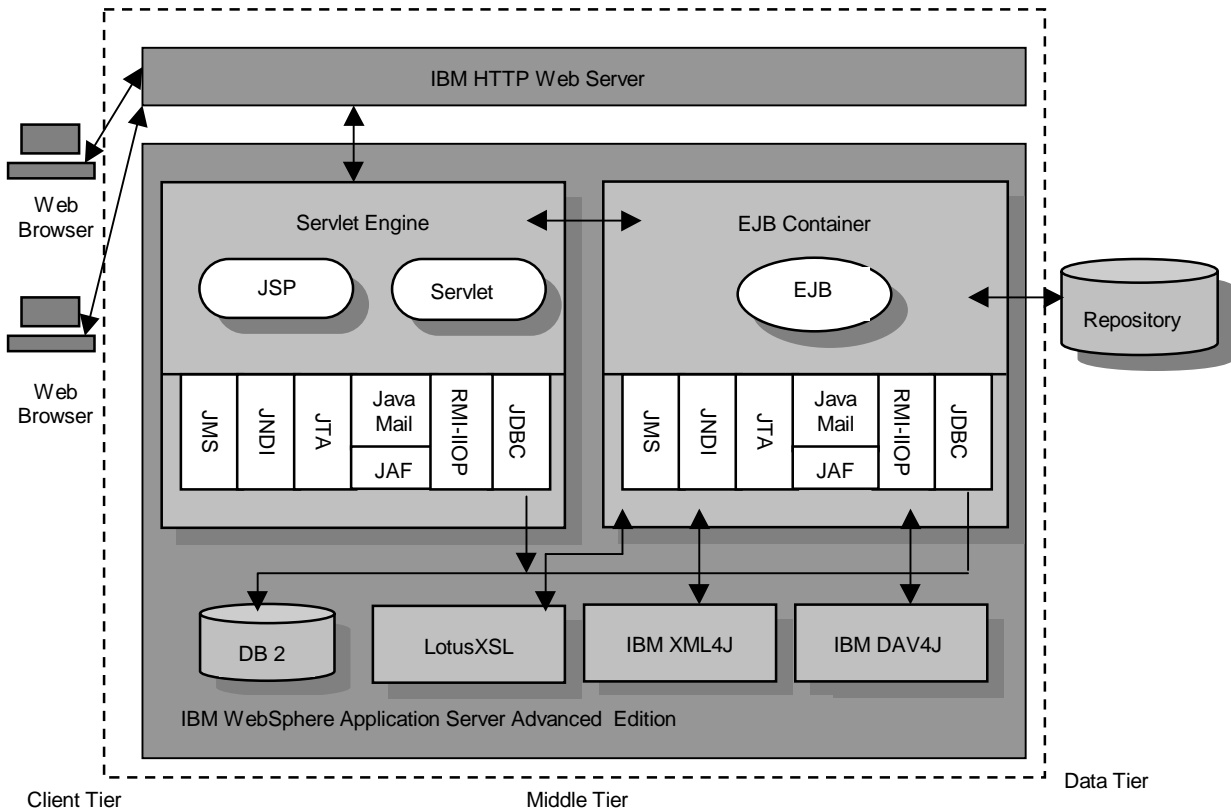 IBM HTTP Web Server
Web
Browser
Web
Browser
Servlet Engine
JSP
Servlet
JMS
JNDI
JTA
Java
Mail
JAF
RMI-IIOP
JDBC
EJB Container
EJB
JMS
JNDI
JTA
Java
Mail
JAF
RMI-IIOP
JDBC
Repository
DB 2
LotusXSL
IBM XML4J
IBM DAV4J
IBM WebSphere Application Server Advanced Edition
Client Tier
Middle Tier
Data Tier